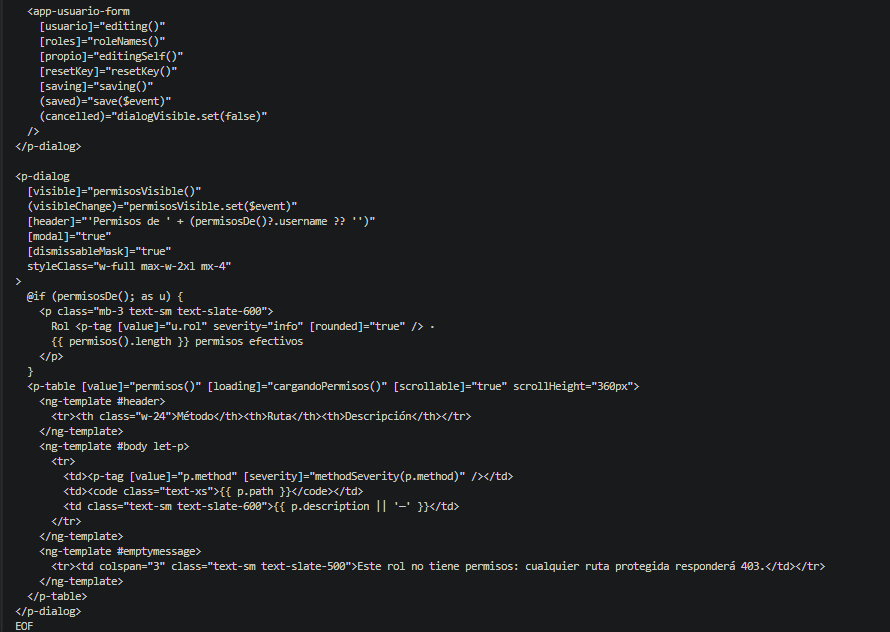 <app-usuario-form
[usuario]="editing()"
[roles]="roleNames()"
[propio]="editingSelf()"
[resetKey]="resetKey()"
[saving]="saving()"
(saved)="save($event)"
(cancelled)="dialogVisible.set(false)"
/>
</p-dialog>
<p-dialog
[visible]="permisosVisible()"
(visibleChange)="permisosVisible.set($event)"
[header]="'Permisos de ' + (permisosDe()?.username ?? '')"
[modal]="true"
[dismissableMask]="true"
styleClass="w-full max-w-2xl mx-4"
>
@if (permisosDe(); as u) {
<p class="mb-3 text-sm text-slate-600">
Rol <p-tag [value]="u.rol" severity="info" [rounded]="true" /> ·
{{ permisos().length }} permisos efectivos
</p>
}
<p-table [value]="permisos()" [loading]="cargandoPermisos()" [scrollable]="true" scrollHeight="360px">
<ng-template #header>
<tr><th class="w-24">Método</th><th>Ruta</th><th>Descripción</th></tr>
</ng-template>
<ng-template #body let-p>
<tr>
<td><p-tag [value]="p.method" [severity]="methodSeverity(p.method)" /></td>
<td><code class="text-xs">{{ p.path }}</code></td>
<td class="text-sm text-slate-600">{{ p.description || '—' }}</td>
</tr>
</ng-template>
<ng-template #emptymessage>
<tr><td colspan="3" class="text-sm text-slate-500">Este rol no tiene permisos: cualquier ruta protegida responderá 403.</td></tr>
</ng-template>
</p-table>
</p-dialog>
EOF